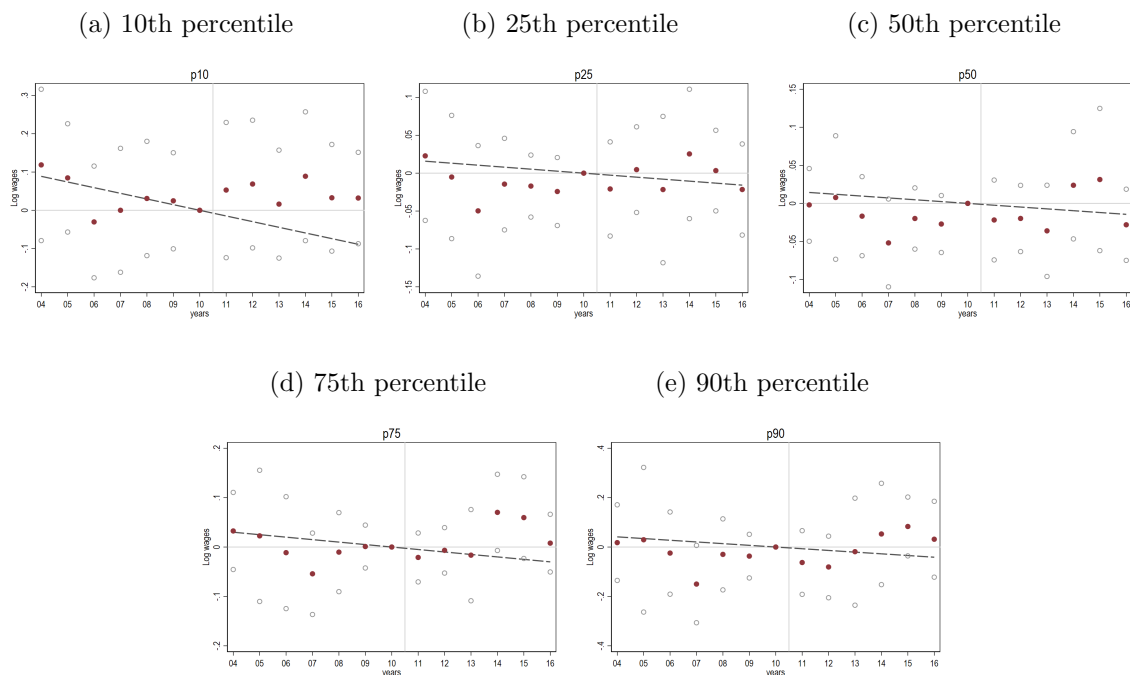 (a) 10th percentile
(b) 25th percentile
(c) 50th percentile
p10
Log wages
.3
.2
.1
0
-.1
-.2
04 05 06 07 08 09 10 11 12 13 14 15 16
years
p25
Log wages
.1
.05
0
-.05
-.1
-.15
04 05 06 07 08 09 10 11 12 13 14 15 16
years
p50
Log wages
.15
.1
.05
0
-.05
-.1
04 05 06 07 08 09 10 11 12 13 14 15 16
years
(d) 75th percentile
(e) 90th percentile
p75
Log wages
.2
.1
0
-.1
-.2
04 05 06 07 08 09 10 11 12 13 14 15 16
years
p90
Log wages
.4
.2
0
-.2
-.4
04 05 06 07 08 09 10 11 12 13 14 15 16
years